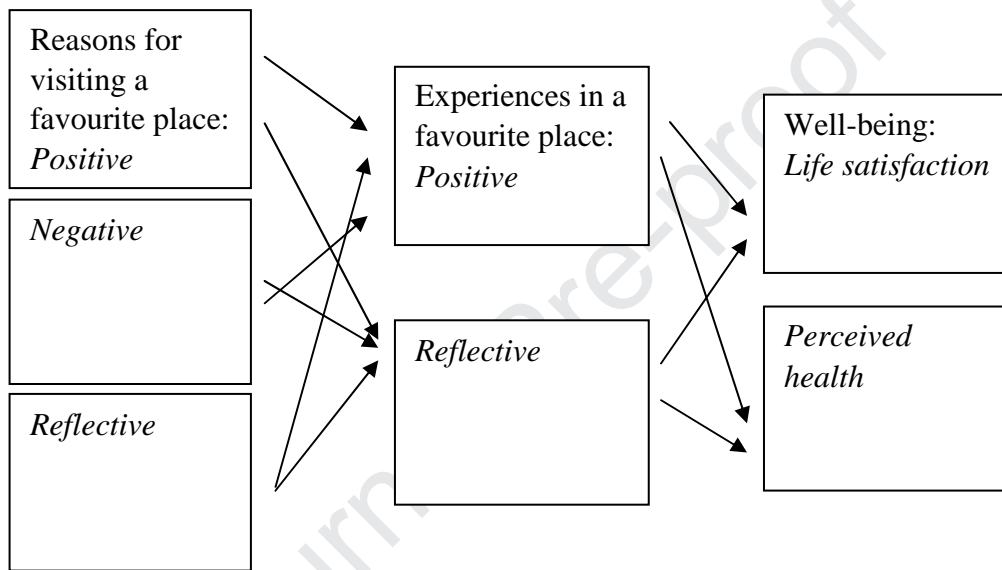 Reasons for
visiting a
favourite place:
Positive
Negative
Reflective
Experiences in a
favourite place:
Positive
Reflective
Well-being:
Life satisfaction
Perceived
health